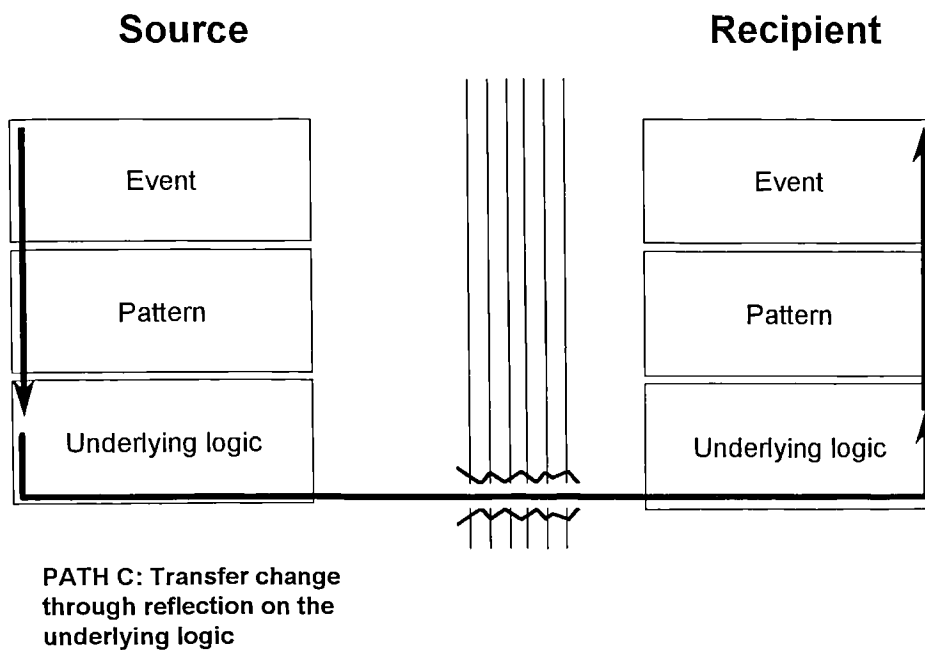 Source
Recipient
Event
Event
Pattern
Pattern
Underlying logic
Underlying logic
PATH C: Transfer change
through reflection on the
underlying logic